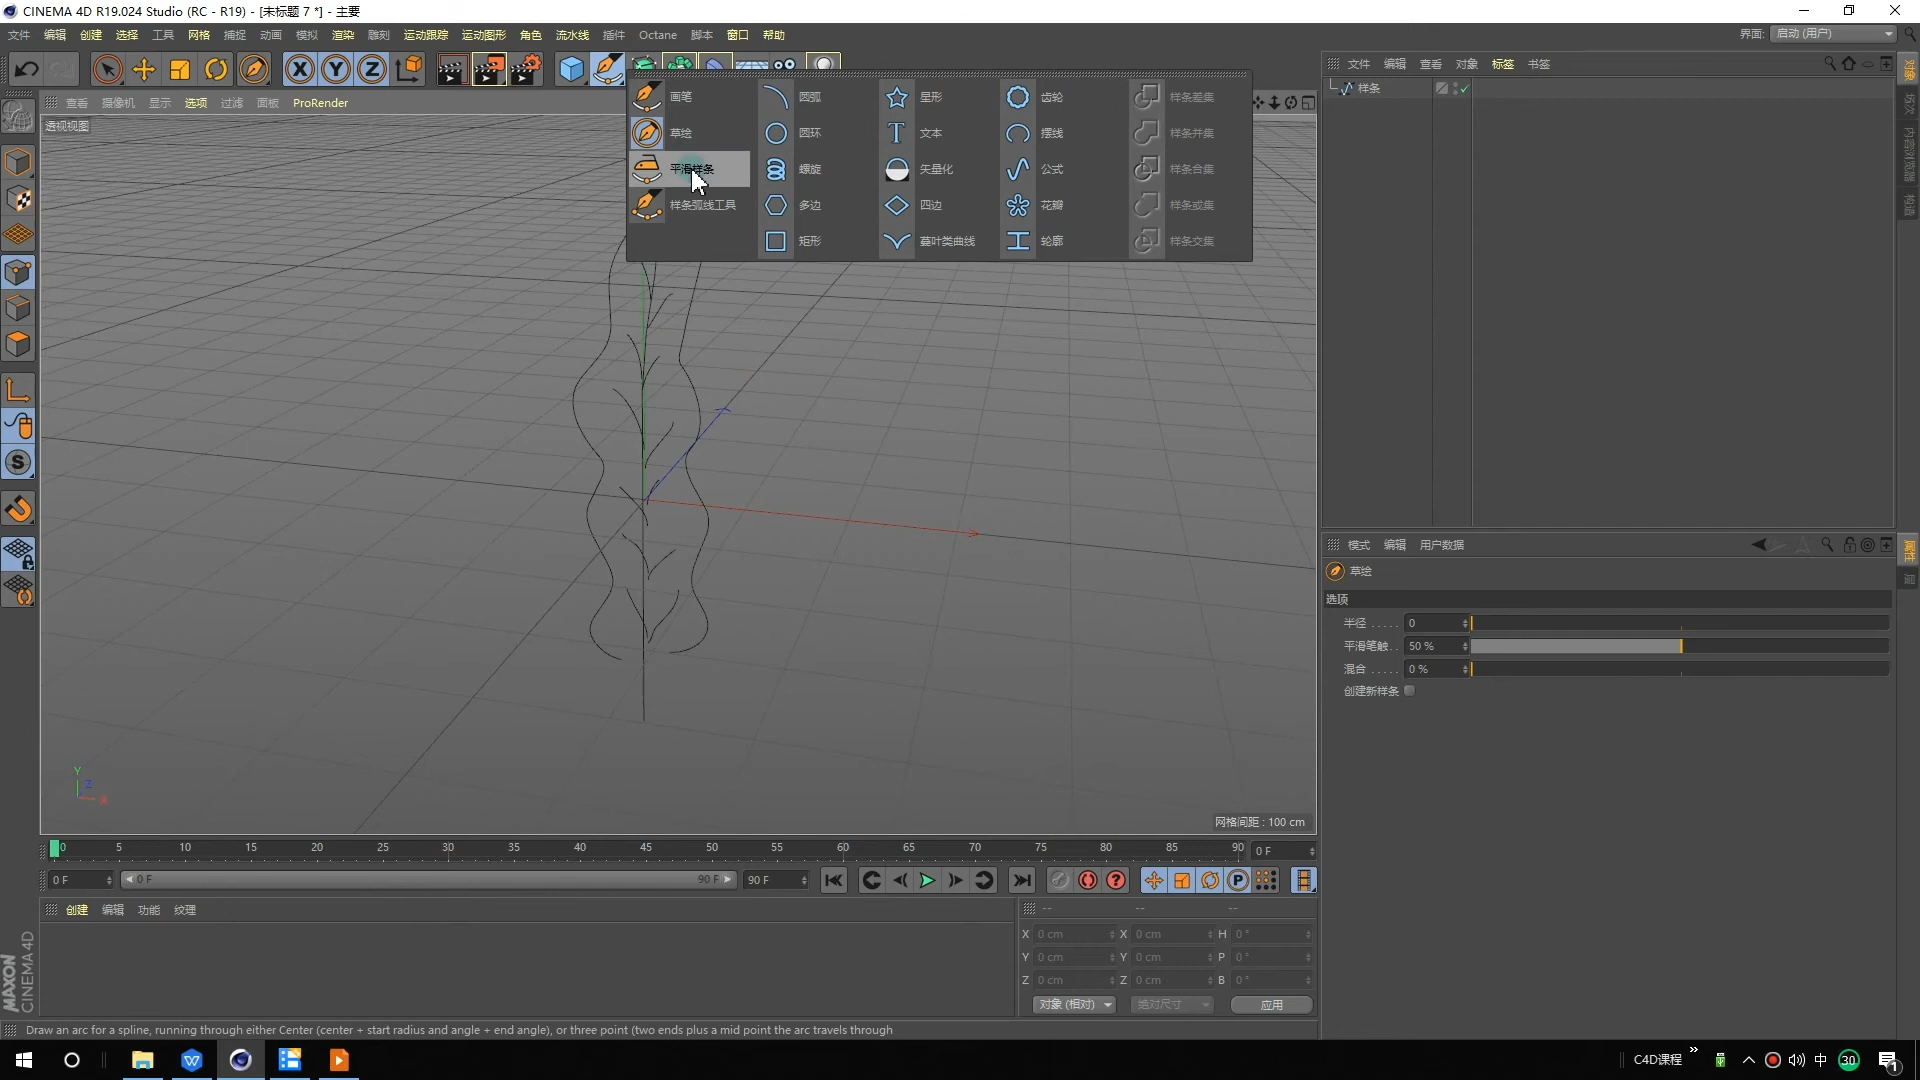 CINEMA 4D R19.024 Studio (RC - R19) - [未标题 7 *] - 主要
文件 编辑 创建 选择 工具 网格 捕捉 动画 模拟 渲染 雕刻 运动跟踪 运动图形 角色 流水线 插件 Octane 脚本 窗口 帮助
界面: 启动 (用户)
查看 摄像机 显示 选项 过滤 面板 ProRender
透视视图
画笔 圆弧 星形 齿轮 样条差集
草绘 圆环 文本 摆线 样条并集
平滑样条 螺旋 矢量化 公式 样条合集
样条弧线工具 多边 四边 花瓣 样条或集
矩形 蔓叶类曲线 轮廓 样条交集
文件 编辑 查看 对象 标签 书签
样条
对象
场次
内容浏览器
构造
模式 编辑 用户数据
属性
层
草绘
选项
半径 ..... 0
平滑笔触.. 50 %
混合 ..... 0 %
创建新样条
Y
Z
X
网格间距 : 100 cm
0 5 10 15 20 25 30 35 40 45 50 55 60 65 70 75 80 85 90 0 F
0 F 0 F 90 F 90 F
创建 编辑 功能 纹理
-- -- --
X 0 cm X 0 cm H 0 °
Y 0 cm Y 0 cm P 0 °
Z 0 cm Z 0 cm B 0 °
对象 (相对) 绝对尺寸 应用
MAXON
CINEMA 4D
Draw an arc for a spline, running through either Center (center + start radius and angle + end angle), or three point (two ends plus a mid point the arc travels through
C4D课程 中 30 1